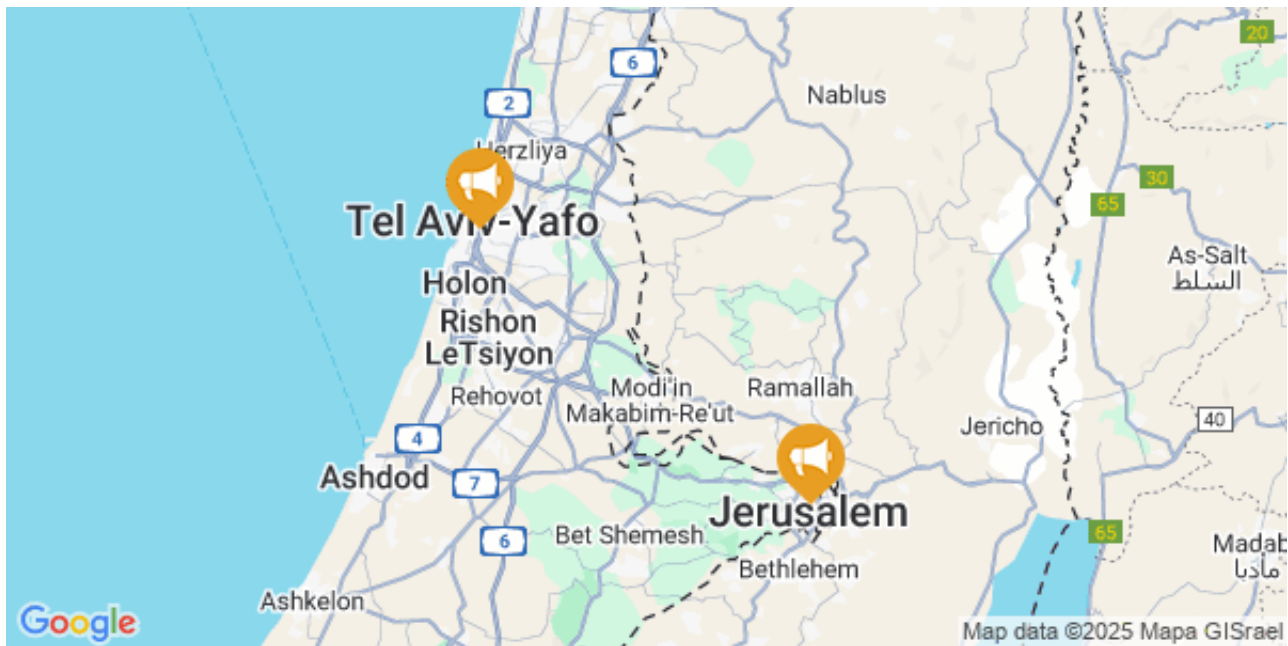 20
6
Nablus
2
Herzliya
30
65
Tel Aviv-Yafo
As-Salt
السلط
Holon
Rishon
LeTsiyon
Modi'in
Makabim-Re'ut
Ramallah
Rehovot
40
Jericho
4
Ashdod
7
Jerusalem
6
Bet Shemesh
65
Madab
مادبا
Bethlehem
Ashkelon
Google
Map data ©2025 Mapa GISrael